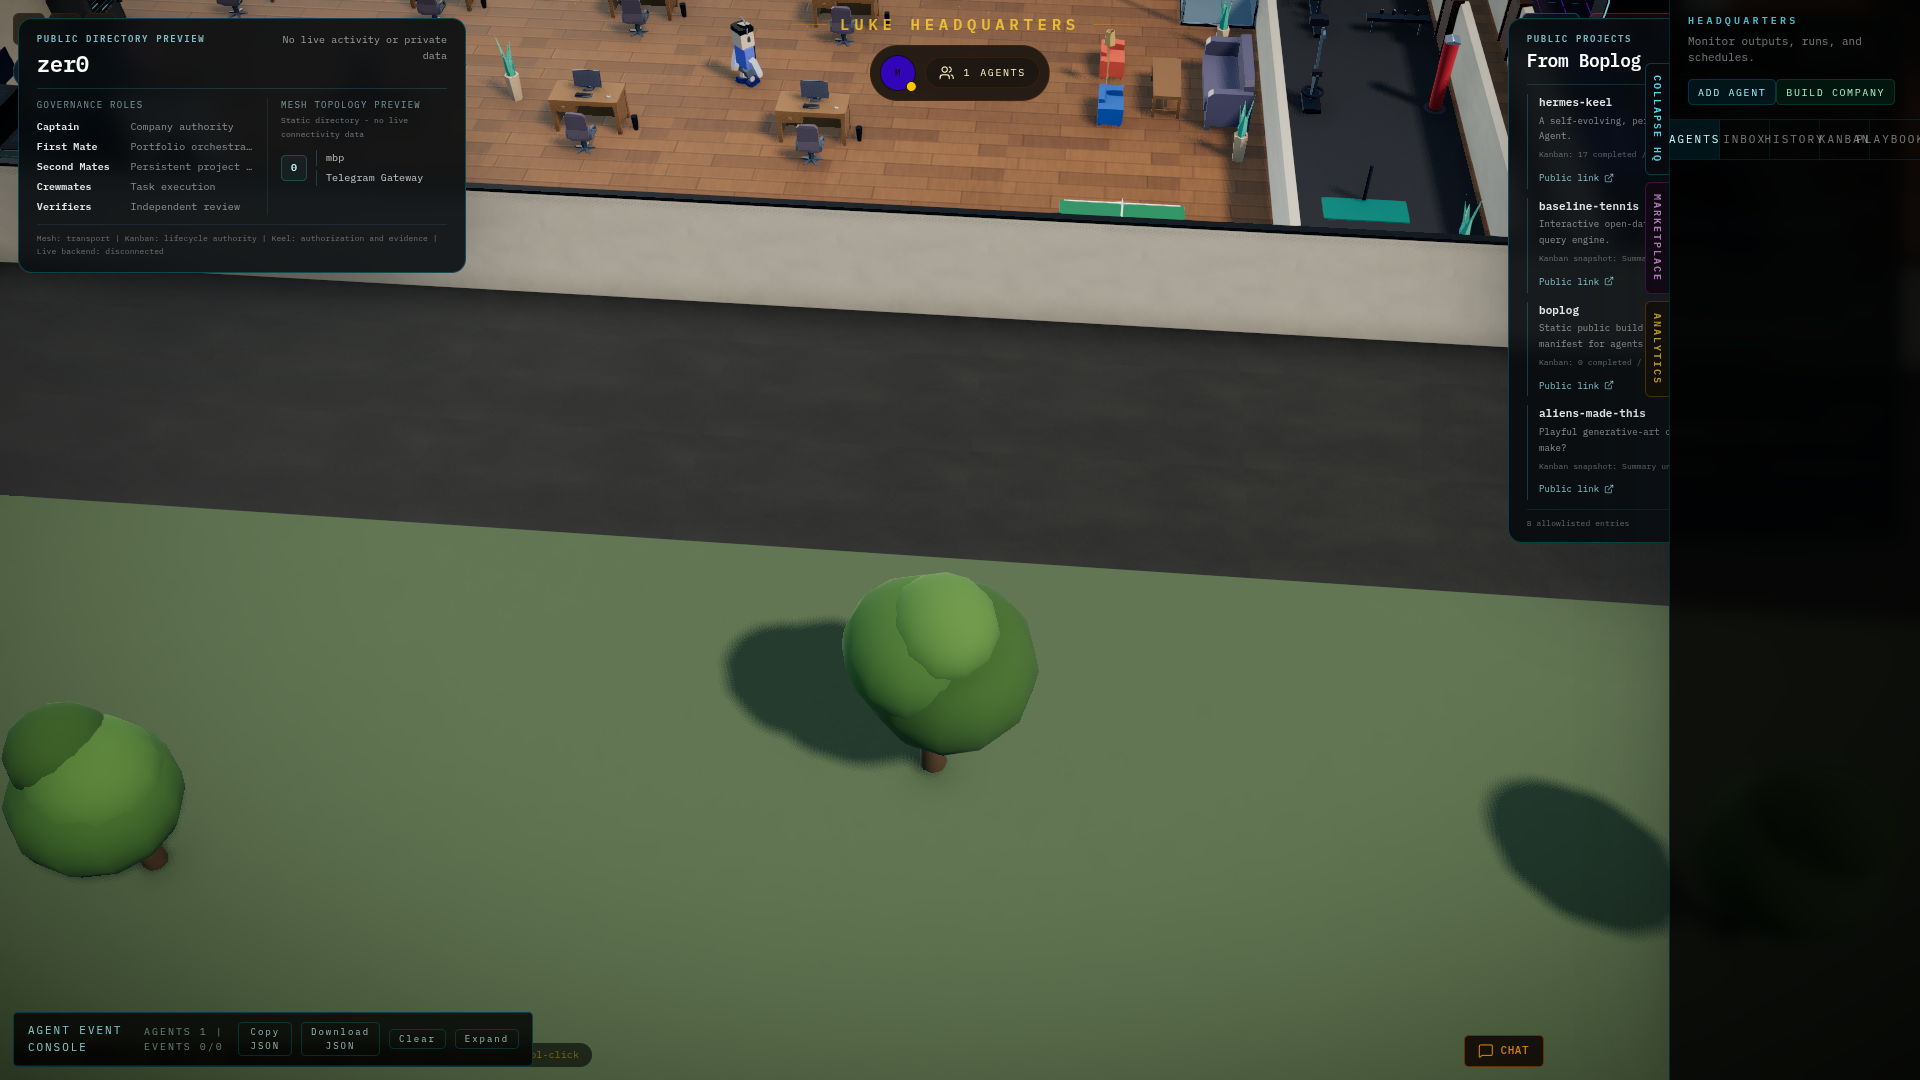 PUBLIC DIRECTORY PREVIEW
zer0
No live activity or private
data
GOVERNANCE ROLES
Captain Company authority
First Mate Portfolio orchestra…
Second Mates Persistent project …
Crewmates Task execution
Verifiers Independent review
MESH TOPOLOGY PREVIEW
Static directory - no live
connectivity data
0
mbp
Telegram Gateway
Mesh: transport | Kanban: lifecycle authority | Keel: authorization and evidence |
Live backend: disconnected
LUKE HEADQUARTERS
M
1 AGENTS
PUBLIC PROJECTS
From Boplog
hermes-keel
A self-evolving,
Agent.
Kanban: 17 completed /
Public link
baseline-tennis
Interactive
query engine.
Kanban snapshot:
Public link
boplog
Static public build
manifest for agents
Kanban: 0 completed /
Public link
aliens-made-this
Playful generative-art
make?
Kanban snapshot: Summary
Public link
8 allowlisted entries
COLLAPSE HQ
MARKETPLACE
ANALYTICS
HEADQUARTERS
Monitor outputs, runs, and
schedules.
ADD AGENT
BUILD COMPANY
AGENTS INBOX HISTORY KANBAN PLAYBOOK
AGENT EVENT
CONSOLE
AGENTS 1 |
EVENTS 0/0
Copy
JSON
Download
JSON
Clear
Expand
ol-click
CHAT